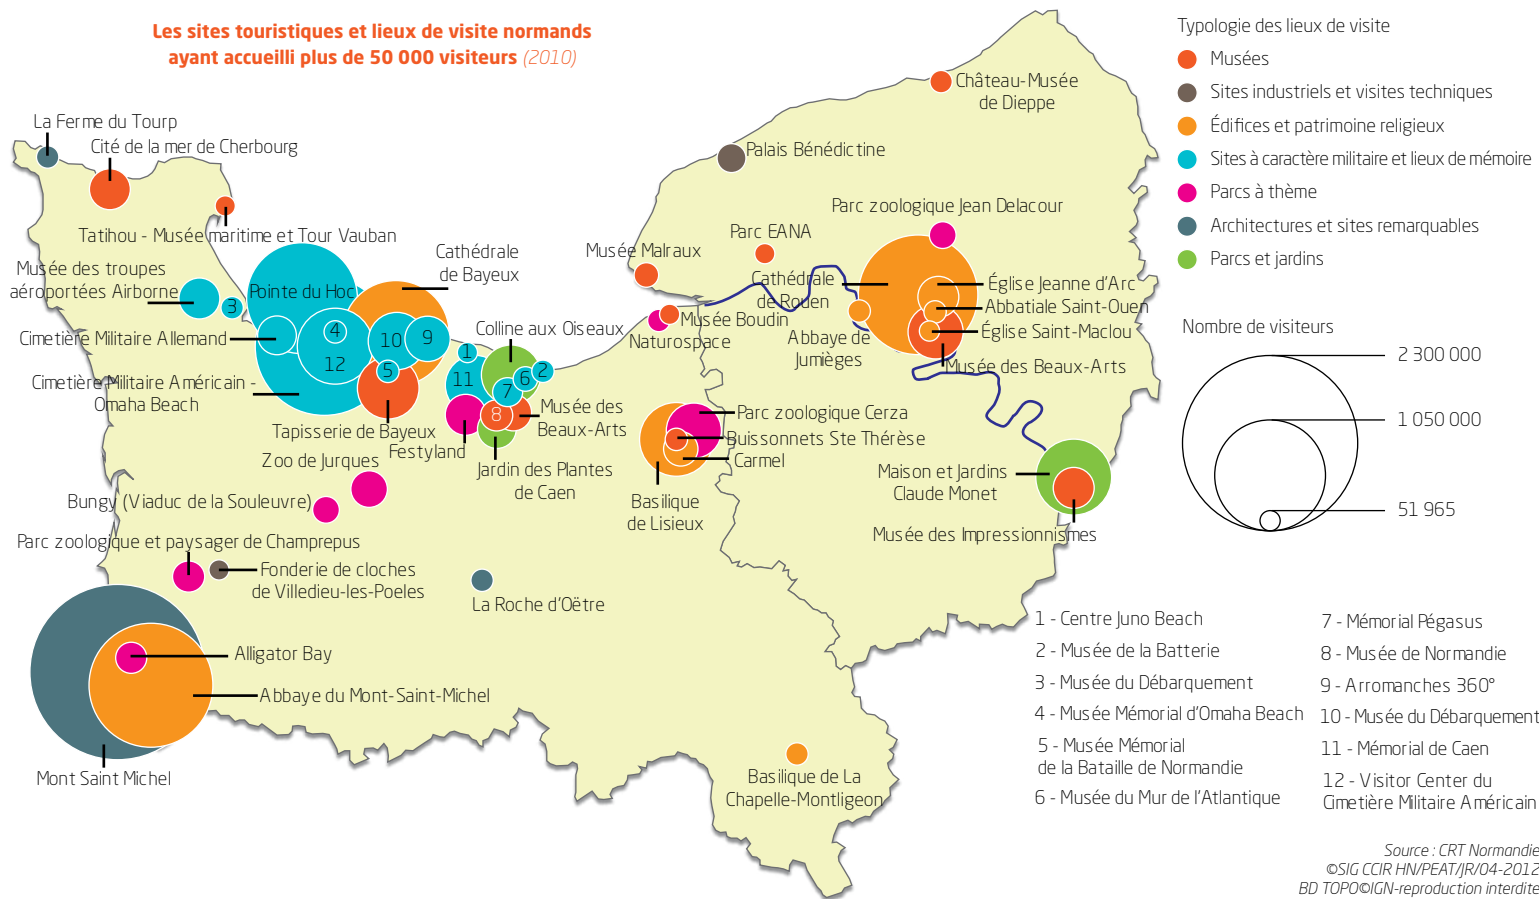 Les sites touristiques et lieux de visite normands
ayant accueilli plus de 50 000 visiteurs (2010)
La Ferme du Tourp
Cité de la mer de Cherbourg
Tatihou - Musée maritime et Tour Vauban
Musée des troupes
aéroportées Airborne
3
Pointe du Hoc
Cathédrale
de Bayeux
Cimetière Militaire Allemand
4
12
10
9
5
Cimetière Militaire Américain -
Omaha Beach
Tapisserie de Bayeux
Colline aux Oiseaux
1
11
7
6
2
8
Musée des
Beaux-Arts
Festyland
Jardin des Plantes
de Caen
Zoo de Jurques
Bungy (Viaduc de la Souleuvre)
Parc zoologique et paysager de Champrepus
Fonderie de cloches
de Villedieu-les-Poeles
La Roche d'Oëtre
Alligator Bay
Abbaye du Mont-Saint-Michel
Mont Saint Michel
Château-Musée
de Dieppe
Palais Bénédictine
Parc zoologique Jean Delacour
Parc EANA
Musée Malraux
Cathédrale
de Rouen
Église Jeanne d'Arc
Abbatiale Saint-Ouen
Église Saint-Maclou
Musée des Beaux-Arts
Abbaye de
Jumièges
Musée Boudin
Naturospace
Parc zoologique Cerza
Buissonnets Ste Thérèse
Carmel
Basilique
de Lisieux
Maison et Jardins
Claude Monet
Musée des Impressionnismes
Basilique de La
Chapelle-Montligeon
Typologie des lieux de visite
Musées
Sites industriels et visites techniques
Édifices et patrimoine religieux
Sites à caractère militaire et lieux de mémoire
Parcs à thème
Architectures et sites remarquables
Parcs et jardins
Nombre de visiteurs
2 300 000
1 050 000
51 965
1 - Centre Juno Beach
2 - Musée de la Batterie
3 - Musée du Débarquement
4 - Musée Mémorial d'Omaha Beach
5 - Musée Mémorial
de la Bataille de Normandie
6 - Musée du Mur de l'Atlantique
7 - Mémorial Pégasus
8 - Musée de Normandie
9 - Arromanches 360°
10 - Musée du Débarquement
11 - Mémorial de Caen
12 - Visitor Center du
Cimetière Militaire Américain
Source : CRT Normandie
©SIG CCIR HN/PEAT/JR/04-2012
BD TOPO©IGN-reproduction interdite